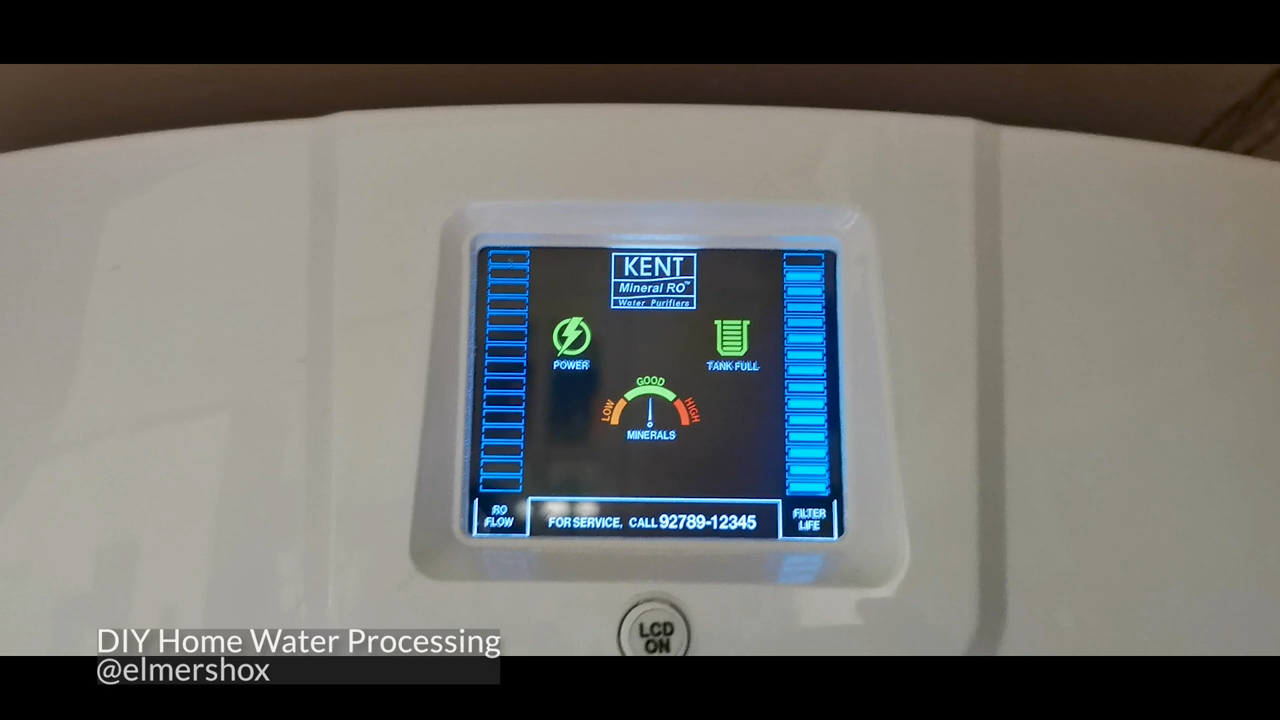 KENT
Mineral RO™
Water Purifiers
POWER
TANK FULL
LOW
GOOD
HIGH
MINERALS
RO
FLOW
FOR SERVICE, CALL 92789-12345
FILTER
LIFE
LCD
ON
DIY Home Water Processing
@elmershox